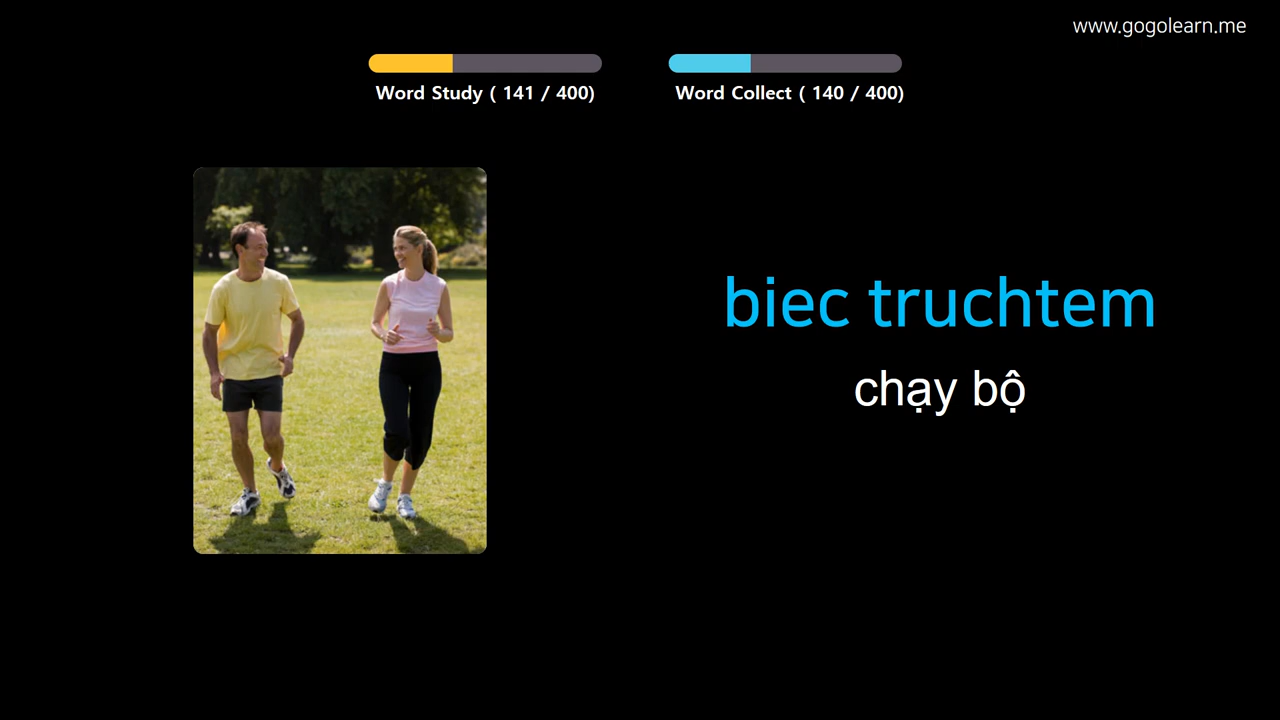 www.gogolearn.me
Word Study ( 141 / 400)
Word Collect ( 140 / 400)
biec truchtem
chạy bộ